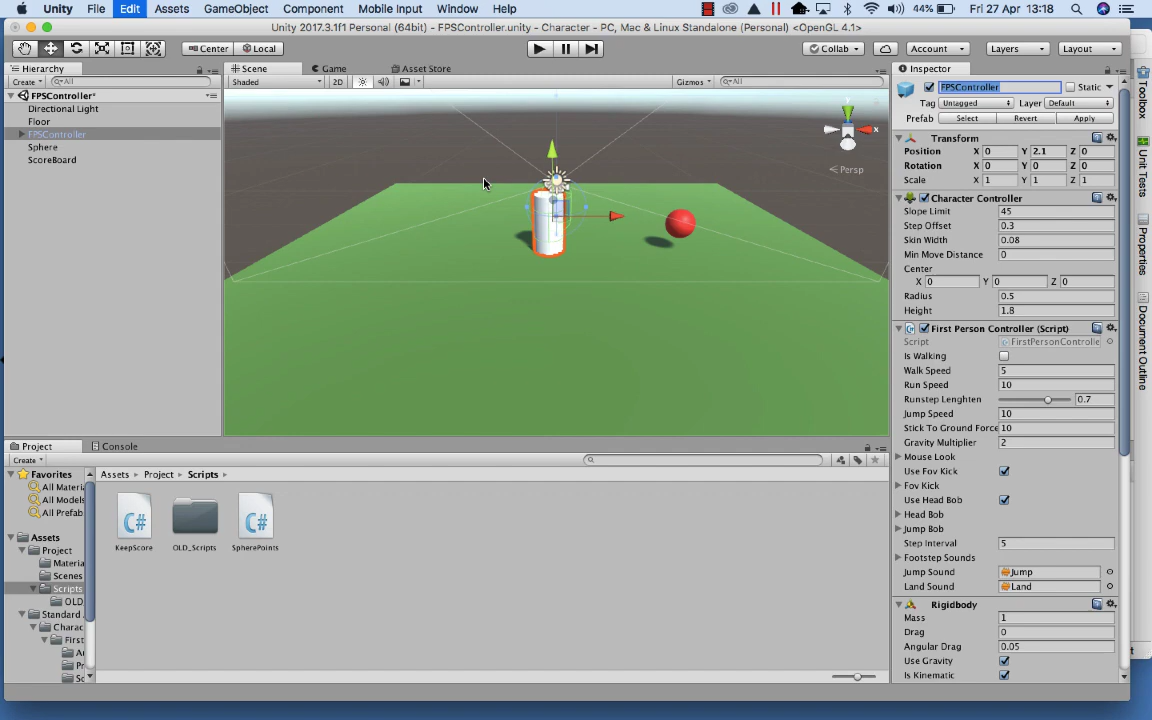 Unity File Edit Assets GameObject Component Mobile Input Window Help 44% Fri 27 Apr 13:18
Unity 2017.3.1f1 Personal (64bit) - FPSController.unity - Character - PC, Mac & Linux Standalone (Personal) <OpenGL 4.1>
Center Local Collab Account Layers Layout
Hierarchy
Create All
FPSController*
Directional Light
Floor
FPSController
Sphere
ScoreBoard
Scene Game Asset Store
Shaded 2D Gizmos All
x
Persp
Inspector
FPSController Static
Tag Untagged Layer Default
Prefab Select Revert Apply
Transform
Position X 0 Y 2.1 Z 0
Rotation X 0 Y 0 Z 0
Scale X 1 Y 1 Z 1
Character Controller
Slope Limit 45
Step Offset 0.3
Skin Width 0.08
Min Move Distance 0
Center
X 0 Y 0 Z 0
Radius 0.5
Height 1.8
First Person Controller (Script)
Script FirstPersonControlle
Is Walking
Walk Speed 5
Run Speed 10
Runstep Lenghten 0.7
Jump Speed 10
Stick To Ground Force 10
Gravity Multiplier 2
Mouse Look
Use Fov Kick
Fov Kick
Use Head Bob
Head Bob
Jump Bob
Step Interval 5
Footstep Sounds
Jump Sound Jump
Land Sound Land
Rigidbody
Mass 1
Drag 0
Angular Drag 0.05
Use Gravity
Is Kinematic
Toolbox
Unit Tests
Properties
Document Outline
Project Console
Create
Favorites
All Materia
All Models
All Prefab
Assets
Project
Materia
Scenes
Scripts
OLD
Standard
Charac
First
A
Pr
Sc
Assets Project Scripts
C# C#
KeepScore OLD_Scripts SpherePoints